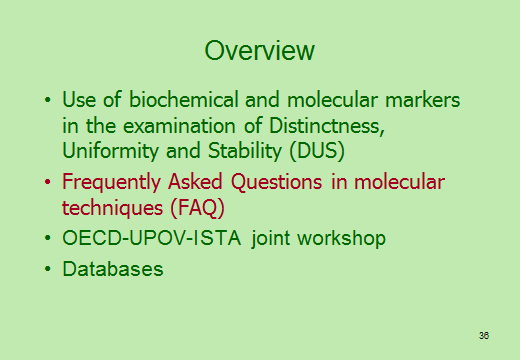 Overview
• Use of biochemical and molecular markers
in the examination of Distinctness,
Uniformity and Stability (DUS)
• Frequently Asked Questions in molecular
techniques (FAQ)
• OECD-UPOV-ISTA joint workshop
• Databases
36